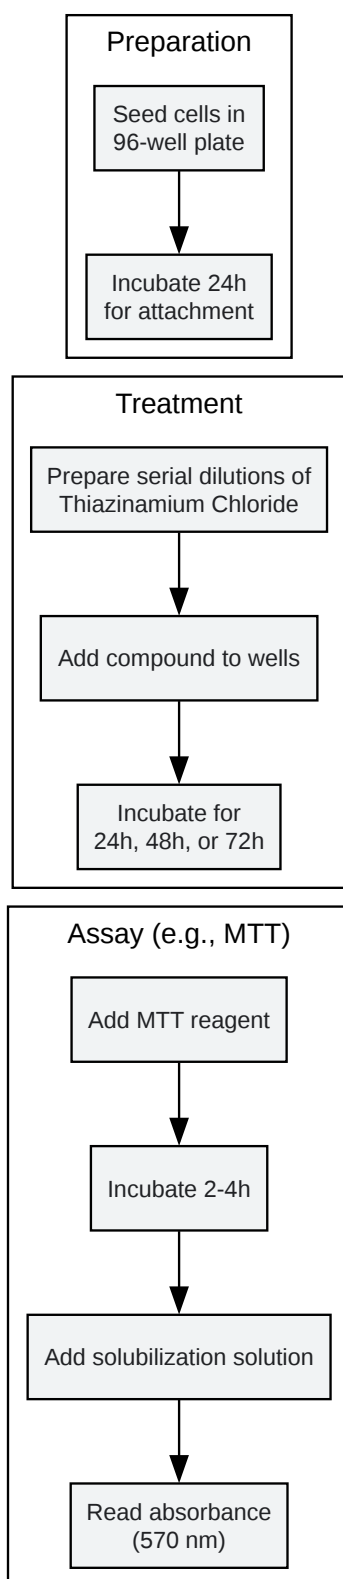 Preparation
Seed cells in
96-well plate
Incubate 24h
for attachment
Treatment
Prepare serial dilutions of
Thiazinamium Chloride
Add compound to wells
Incubate for
24h, 48h, or 72h
Assay (e.g., MTT)
Add MTT reagent
Incubate 2-4h
Add solubilization solution
Read absorbance
(570 nm)